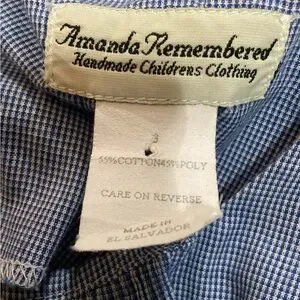 Amanda Remembered
Handmade Childrens Clothing
3
55%COTTON45%POLY
CARE ON REVERSE
MADE IN
EL SALVADOR